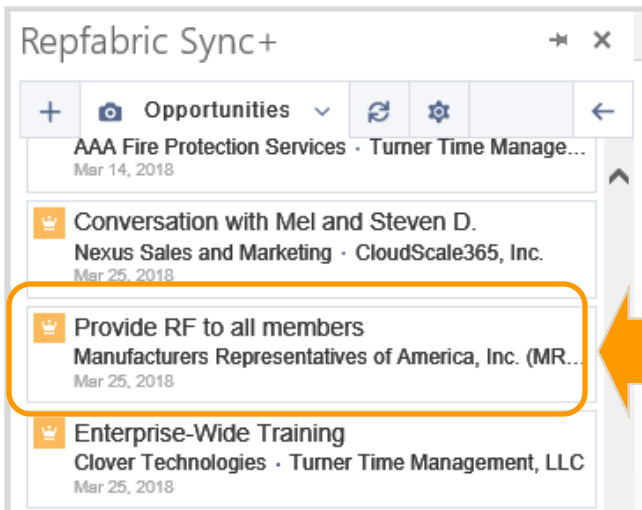 Repfabric Sync+
Opportunities
AAA Fire Protection Services · Turner Time Manage...
Mar 14, 2018
Conversation with Mel and Steven D.
Nexus Sales and Marketing · CloudScale365, Inc.
Mar 25, 2018
Provide RF to all members
Manufacturers Representatives of America, Inc. (MR...
Mar 25, 2018
Enterprise-Wide Training
Clover Technologies · Turner Time Management, LLC
Mar 25, 2018